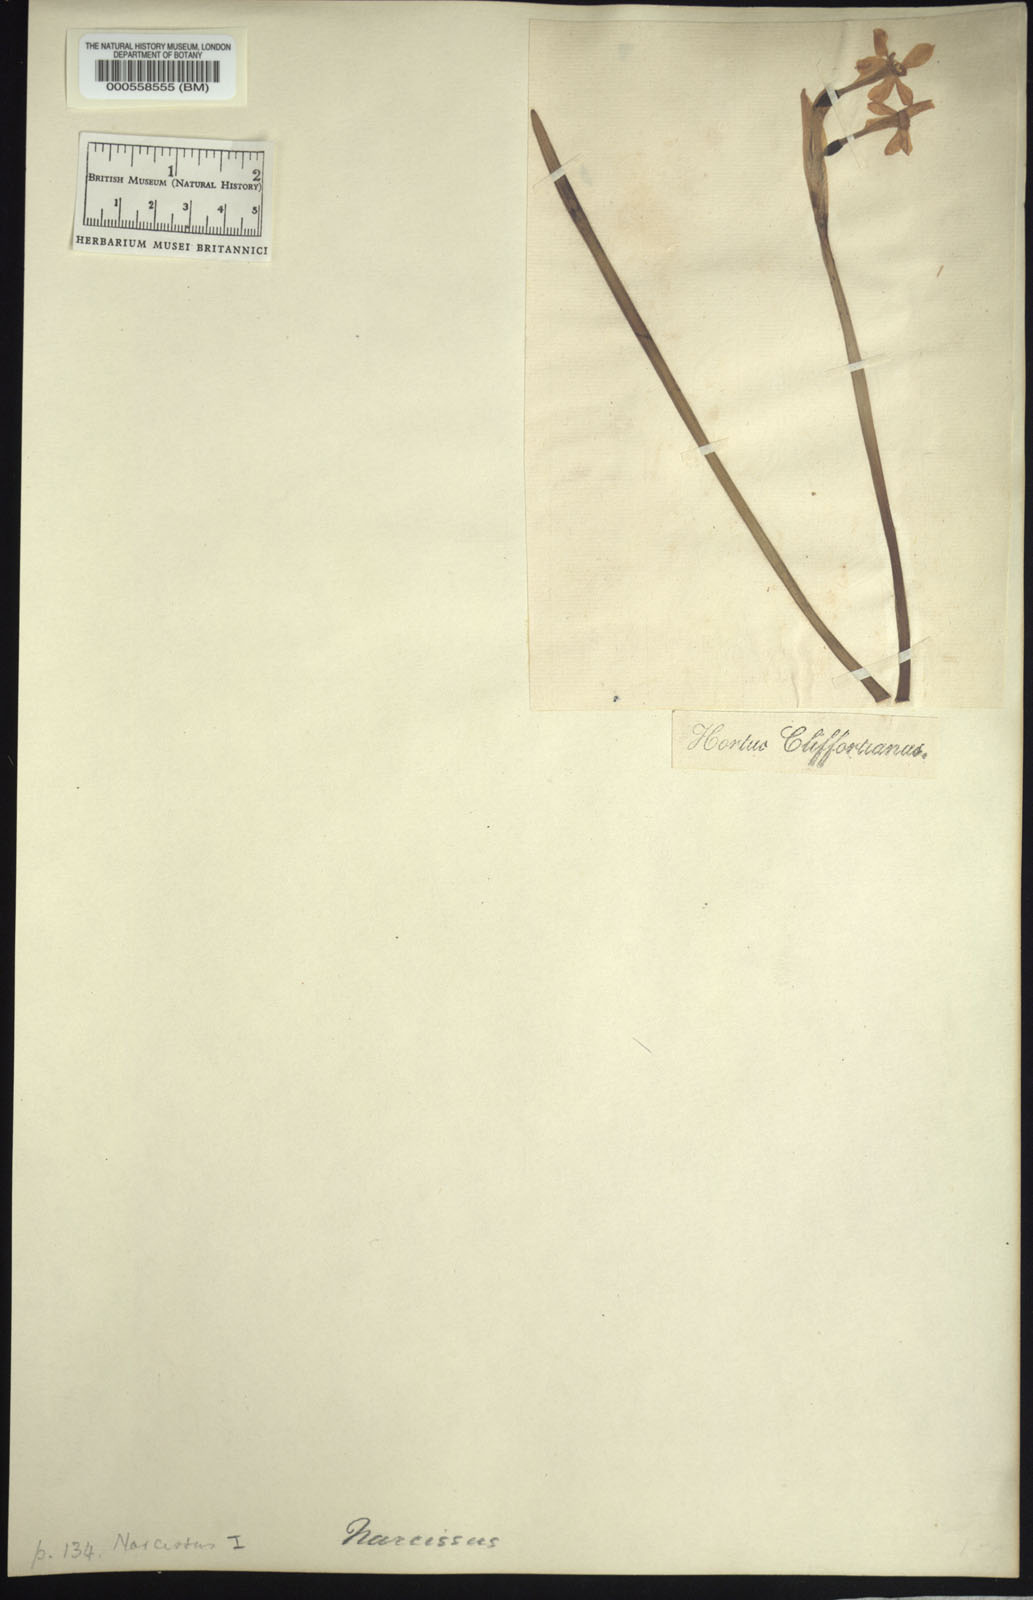 THE NATURAL HISTORY MUSEUM, LONDON
DEPARTMENT OF BOTANY
000558555 (BM)
1 2
BRITISH MUSEUM (NATURAL HISTORY)
1 2 3 4 5
HERBARIUM MUSEI BRITANNICI
Hortus Cliffortianus.
p. 134. Narcissus I
Narcissus